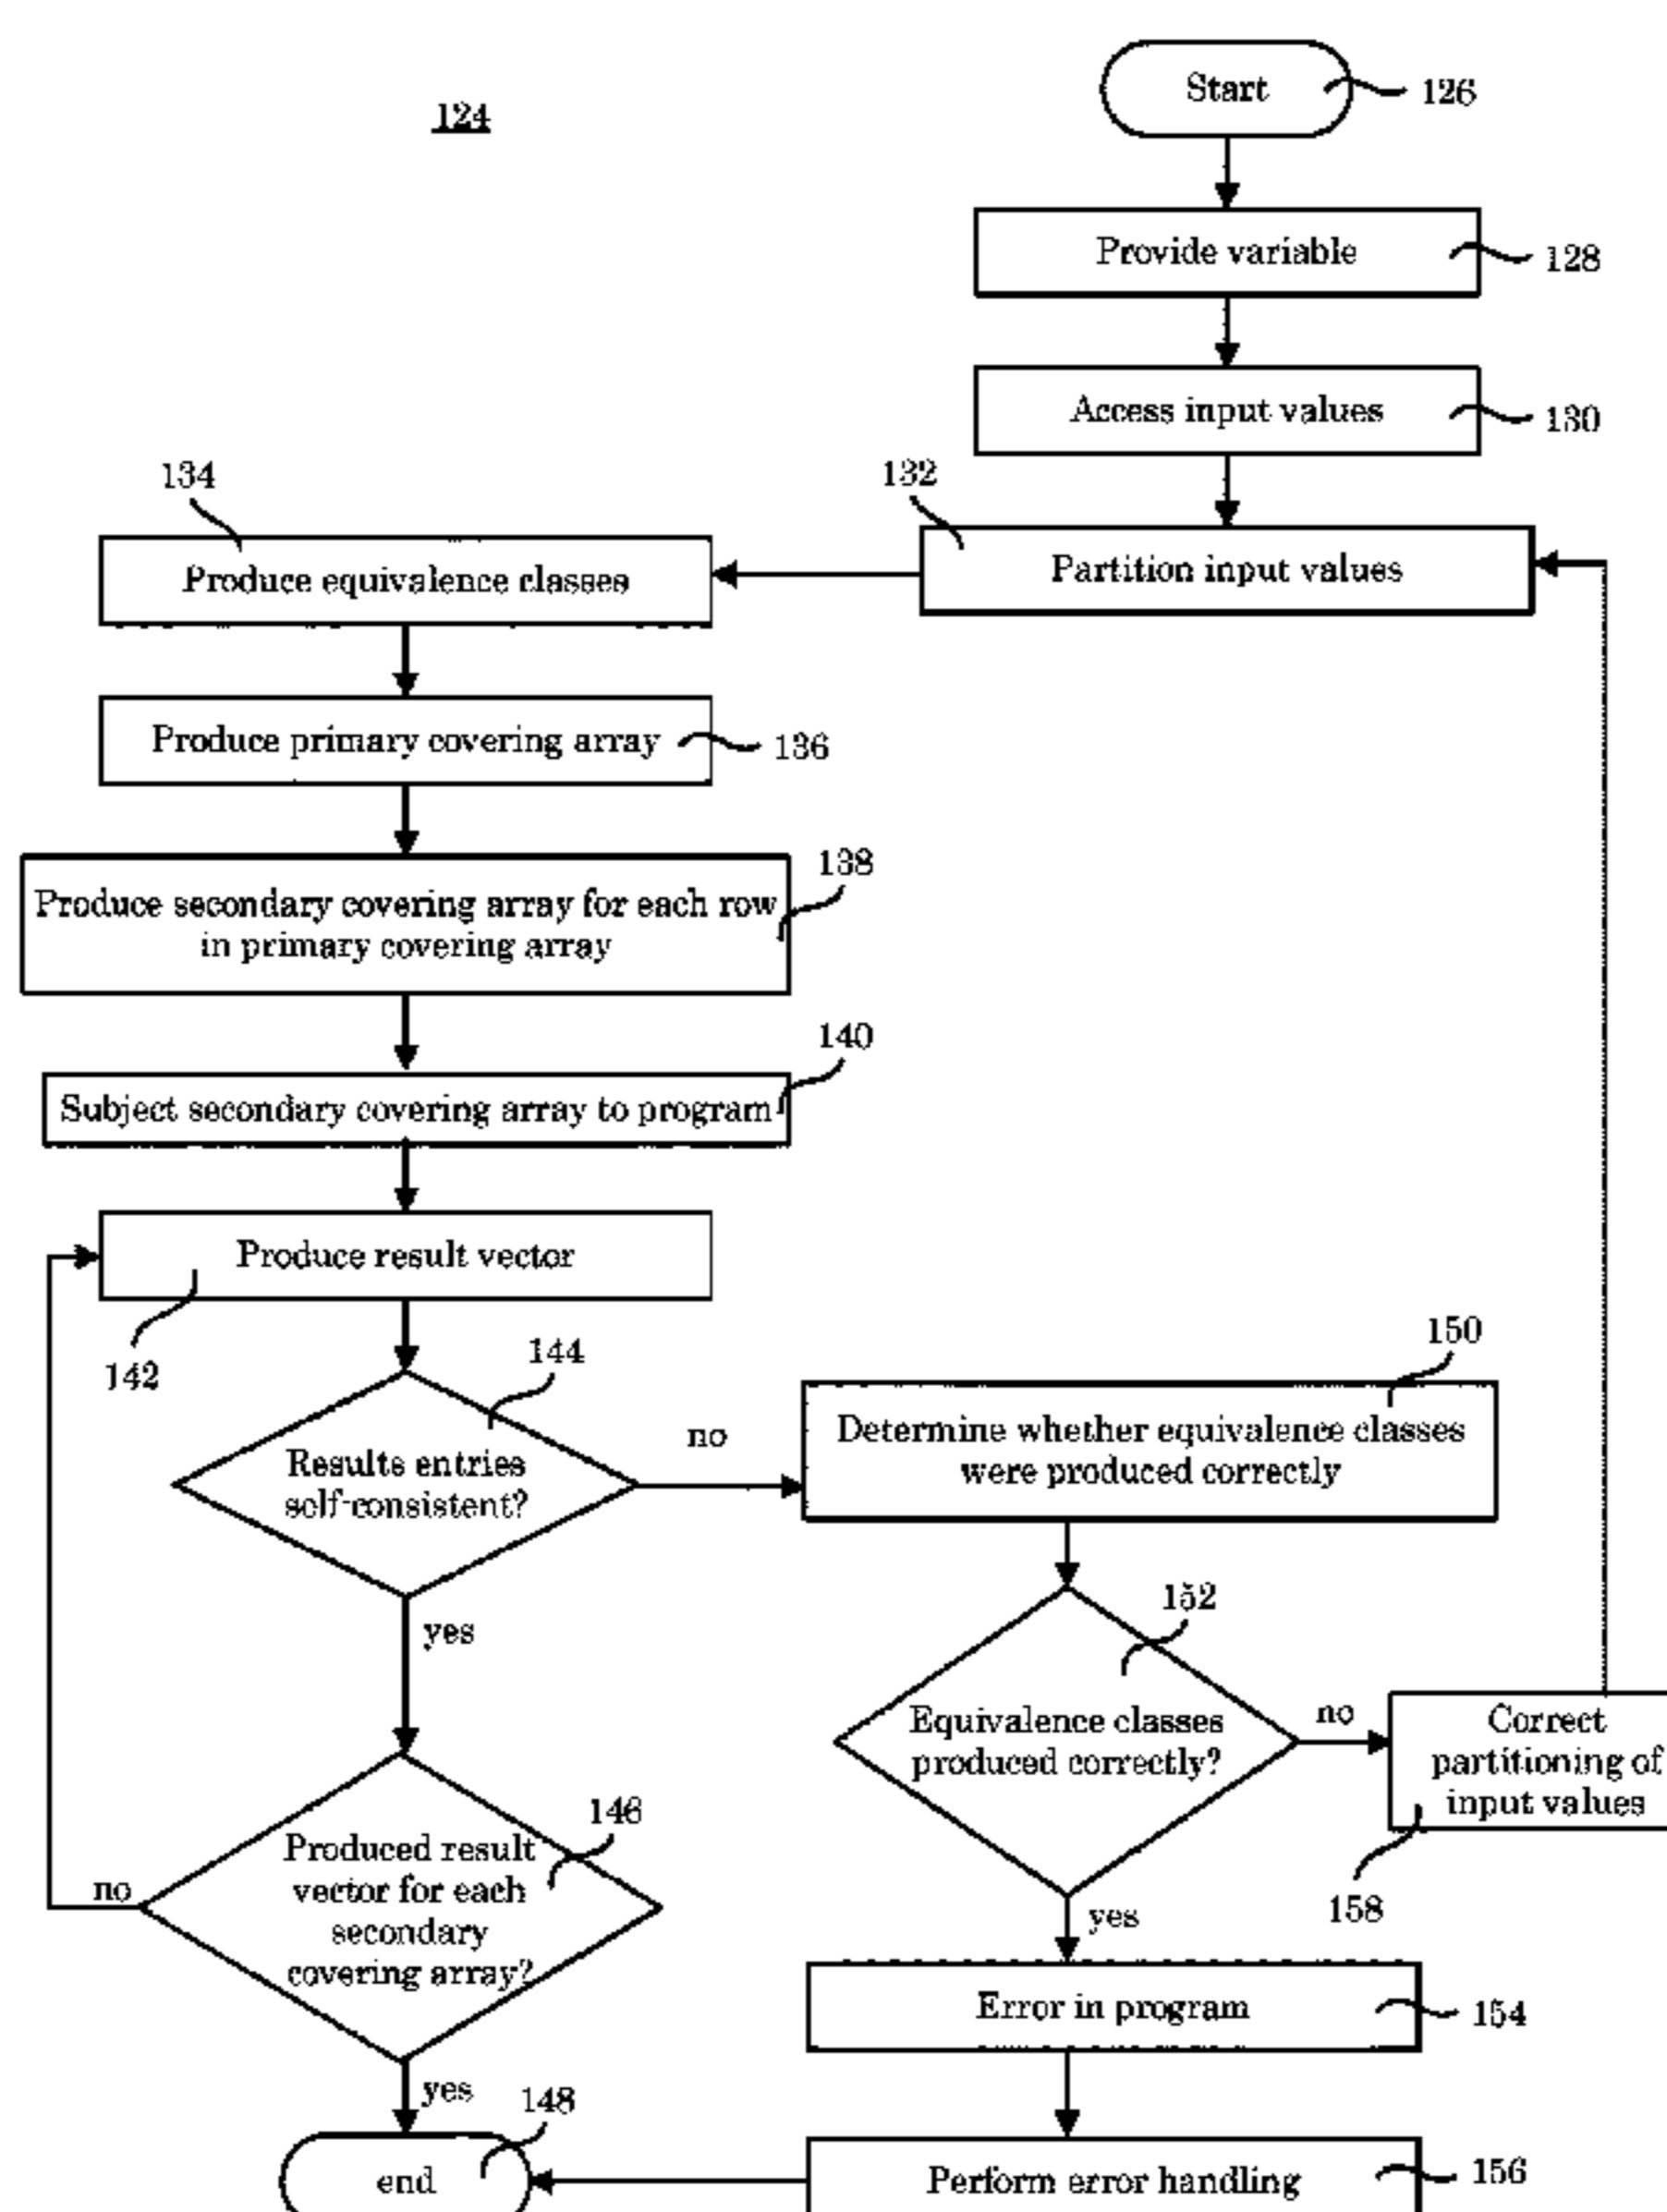 124
Start
126
Provide variable
128
Access input values
130
132
Partition input values
134
Produce equivalence classes
Produce primary covering array
136
138
Produce secondary covering array for each row
in primary covering array
140
Subject secondary covering array to program
Produce result vector
142
144
Results entries
self-consistent?
no
yes
150
Determine whether equivalence classes
were produced correctly
152
Equivalence classes
produced correctly?
no
Correct
partitioning of
input values
158
yes
146
Produced result
vector for each
secondary
covering array?
no
yes
148
end
Error in program
154
Perform error handling
156